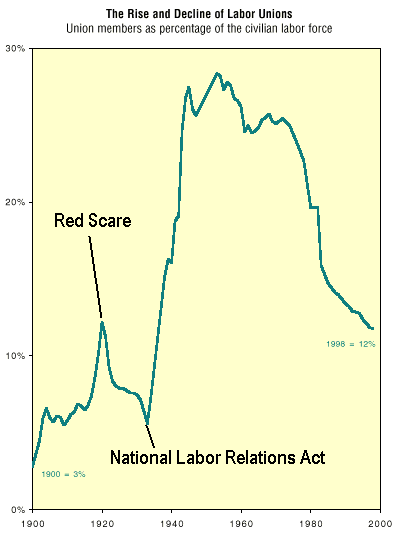 The Rise and Decline of Labor Unions
Union members as percentage of the civilian labor force
30%
20%
10%
0%
Red Scare
1998 = 12%
National Labor Relations Act
1900 = 3%
1900 1920 1940 1960 1980 2000